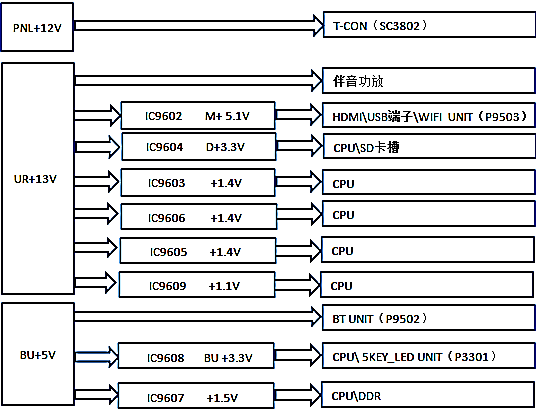 PNL+12V
T-CON（SC3802）
伴音功放
IC9602 M+ 5.1V
HDMI\USB端子\WIFI UNIT（P9503）
IC9604 D+3.3V
CPU\SD卡槽
UR+13V
IC9603 +1.4V
CPU
IC9606 +1.4V
CPU
IC9605 +1.4V
CPU
IC9609 +1.1V
CPU
BT UNIT（P9502）
BU+5V
IC9608 BU +3.3V
CPU\ 5KEY_LED UNIT（P3301）
IC9607 +1.5V
CPU\DDR